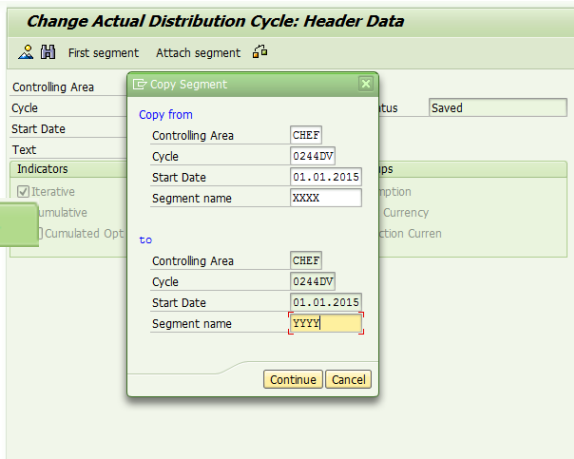 Change Actual Distribution Cycle: Header Data
First segment Attach segment
Controlling Area
Cycle
Start Date
Text
Indicators
Iterative
umulative
Cumulated Opt
Copy Segment
Copy from
Controlling Area CHEF
Cycle 0244DV
Start Date 01.01.2015
Segment name XXXX
to
Controlling Area CHEF
Cycle 0244DV
Start Date 01.01.2015
Segment name YYYY
Continue Cancel
tus Saved
ps
mption
Currency
ction Curren